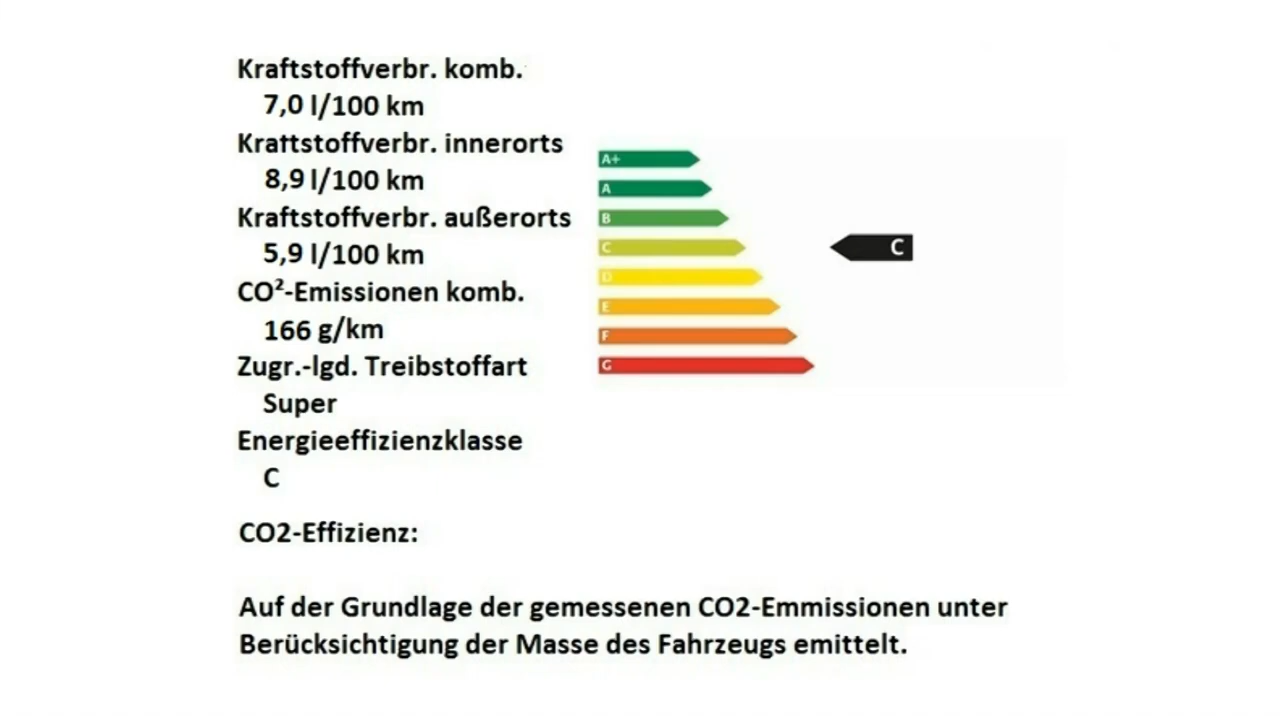 Kraftstoffverbr. komb.
7,0 l/100 km
Krattstoffverbr. innerorts
8,9 l/100 km
Kraftstoffverbr. außerorts
5,9 l/100 km
CO²-Emissionen komb.
166 g/km
Zugr.-lgd. Treibstoffart
Super
Energieeffizienzklasse
C
A+
A
B
C
D
E
F
G
C
CO2-Effizienz:
Auf der Grundlage der gemessenen CO2-Emmissionen unter
Berücksichtigung der Masse des Fahrzeugs emittelt.